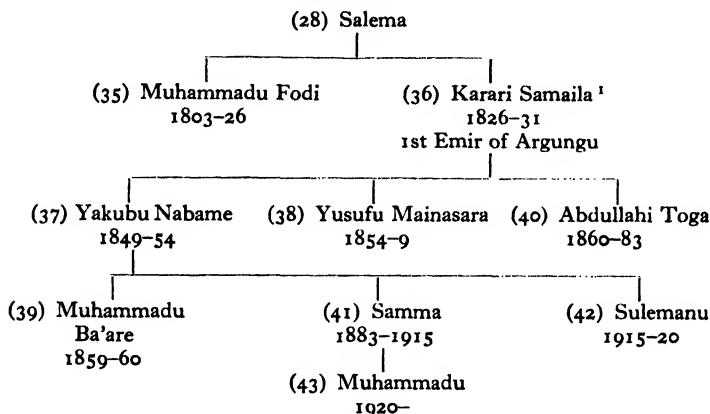 (28) Salema
(35) Muhammadu Fodi (36) Karari Samaila ¹
1803–26 1826–31
1st Emir of Argungu
(37) Yakubu Nabame (38) Yusufu Mainasara (40) Abdullahi Toga
1849–54 1854–9 1860–83
(39) Muhammadu (41) Samma (42) Sulemanu
Ba'are 1883–1915 1915–20
1859–60
(43) Muhammadu
1920–